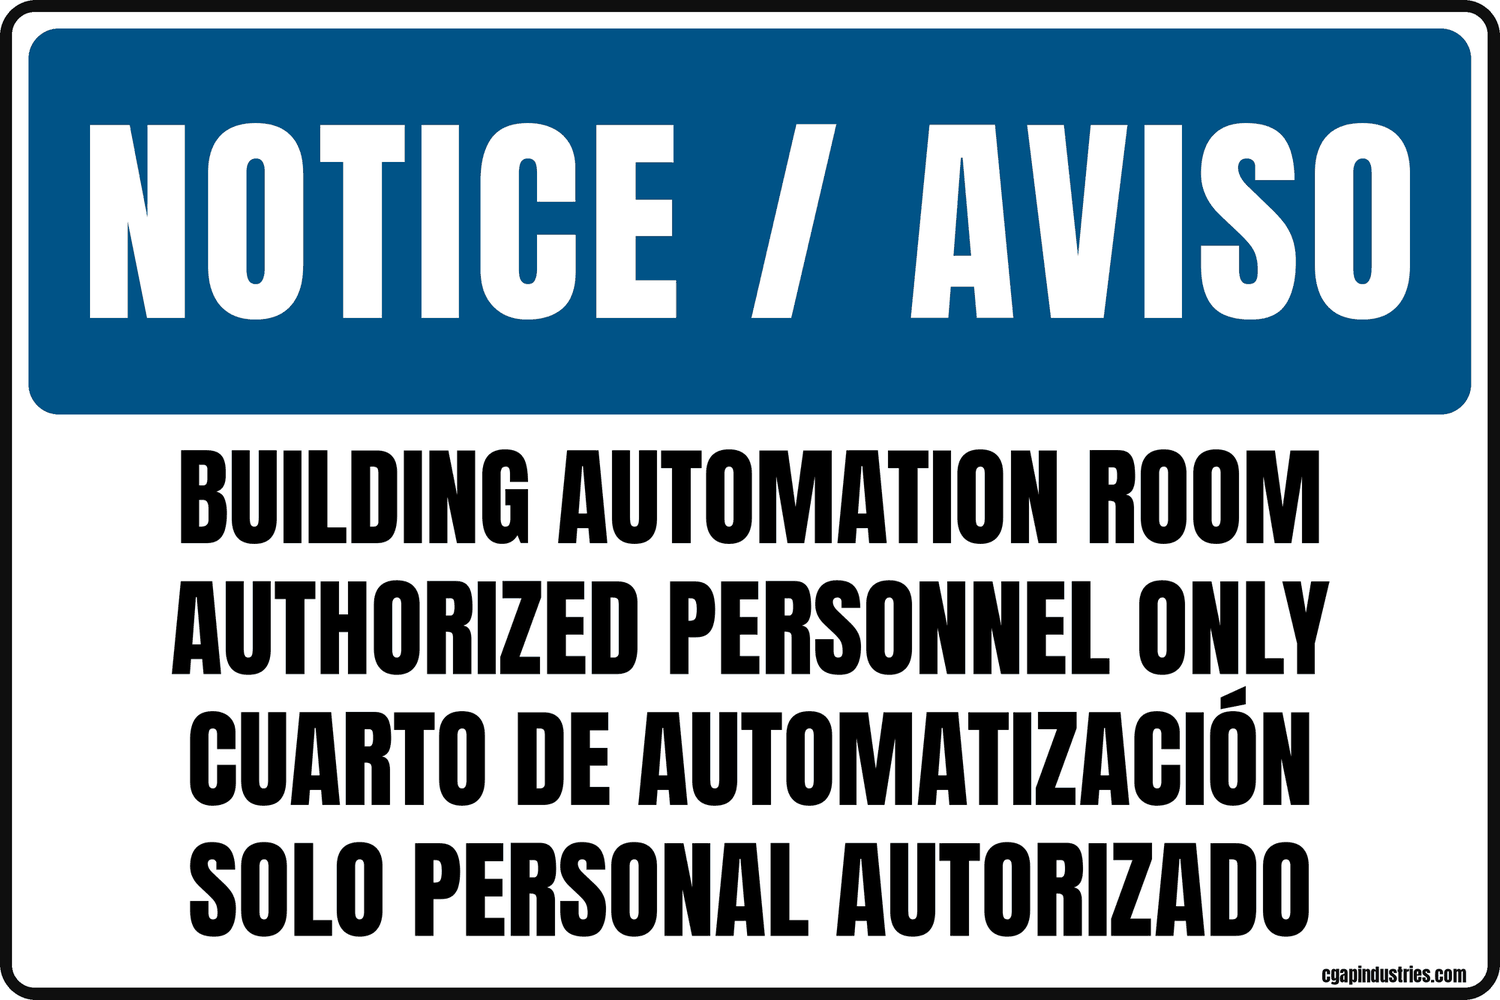 NOTICE / AVISO
BUILDING AUTOMATION ROOM
AUTHORIZED PERSONNEL ONLY
CUARTO DE AUTOMATIZACIÓN
SOLO PERSONAL AUTORIZADO
cgapindustries.com